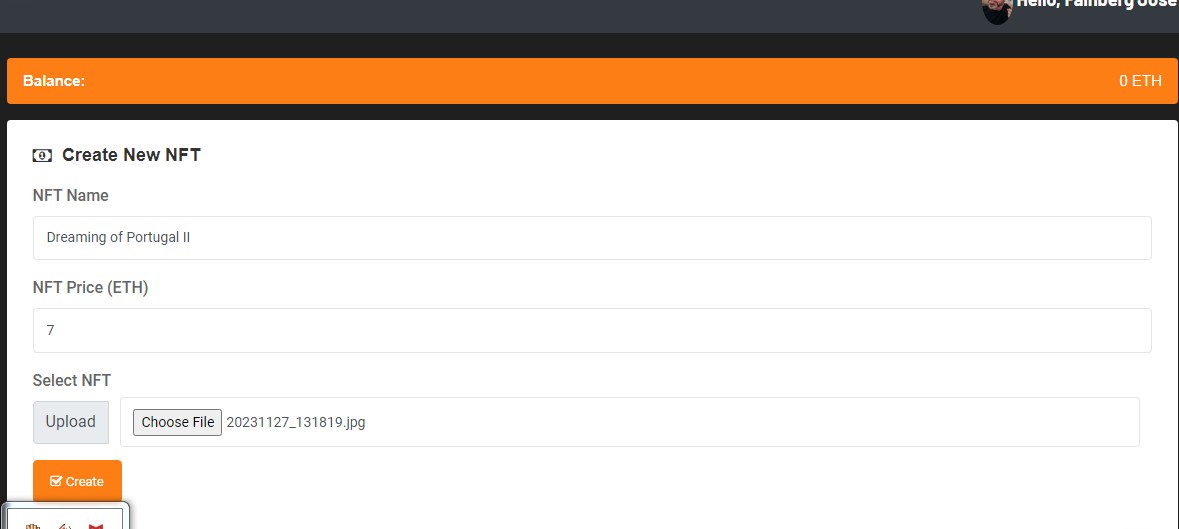 Hello, Fainberg Jose
Balance:
0 ETH
Create New NFT
NFT Name
Dreaming of Portugal II
NFT Price (ETH)
7
Select NFT
Upload
Choose File 20231127_131819.jpg
Create